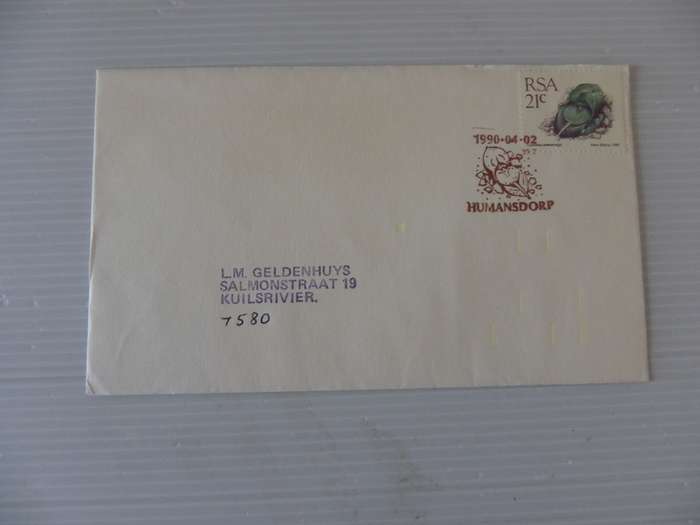 RSA
21c
1990-04-02
HUMANSDORP
L.M. GELDENHUYS
SALMONSTRAAT 19
KUILSRIVIER.
7580